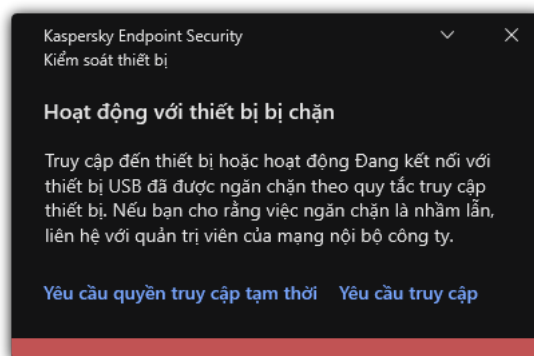 Kaspersky Endpoint Security
Kiểm soát thiết bị
Hoạt động với thiết bị bị chặn
Truy cập đến thiết bị hoặc hoạt động Đang kết nối với
thiết bị USB đã được ngăn chặn theo quy tắc truy cập
thiết bị. Nếu bạn cho rằng việc ngăn chặn là nhầm lẫn,
liên hệ với quản trị viên của mạng nội bộ công ty.
Yêu cầu quyền truy cập tạm thời Yêu cầu truy cập